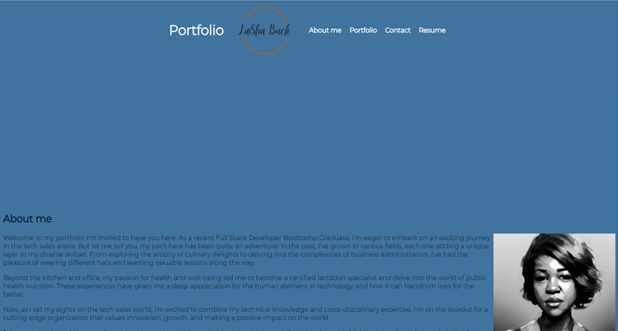 Portfolio
Laisha Buck
About me Portfolio Contact Resume
About me
Welcome to my portfolio! I'm thrilled to have you here. As a recent Full Stack Developer Bootcamp Graduate, I'm eager to embark on an exciting journey
in the tech sales arena. But let me tell you, my path here has been quite an adventure! In the past, I've grown in various fields, each one adding a unique
layer to my diverse skillset. From exploring the artistry of culinary delights to delving into the complexities of business administration, I've had the
pleasure of wearing different hats and learning valuable lessons along the way.
Beyond the kitchen and office, my passion for health and well-being led me to become a certified lactation specialist and delve into the world of public
health nutrition. These experiences have given me a deep appreciation for the human element in technology and how it can transform lives for the
better.
Now, as I set my sights on the tech sales world, I'm excited to combine my technical knowledge and cross-disciplinary expertise. I'm on the lookout for a
cutting-edge organization that values innovation, growth, and making a positive impact on the world.